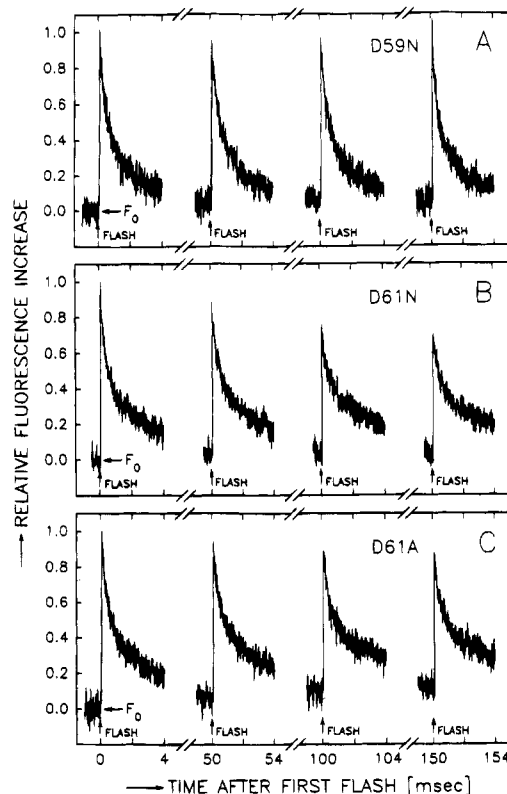 D59N A
1.0
0.8
0.6
0.4
0.2
0.0
F0
FLASH FLASH FLASH FLASH
D61N B
1.0
0.8
0.6
0.4
0.2
0.0
F0
FLASH FLASH FLASH FLASH
D61A C
1.0
0.8
0.6
0.4
0.2
0.0
F0
FLASH FLASH FLASH FLASH
0 4 50 54 100 104 150 154
→ RELATIVE FLUORESCENCE INCREASE
→ TIME AFTER FIRST FLASH [msec]